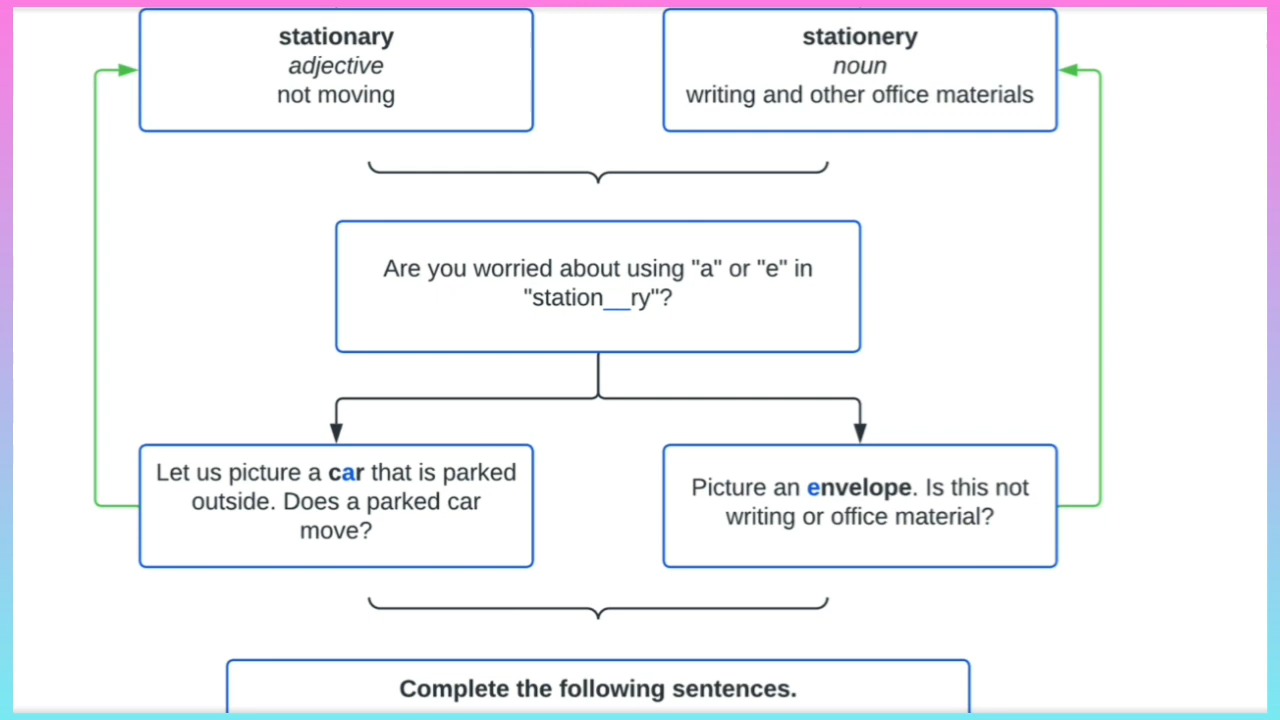 stationary
adjective
not moving
stationery
noun
writing and other office materials
Are you worried about using "a" or "e" in
"station__ry"?
Let us picture a car that is parked
outside. Does a parked car
move?
Picture an envelope. Is this not
writing or office material?
Complete the following sentences.